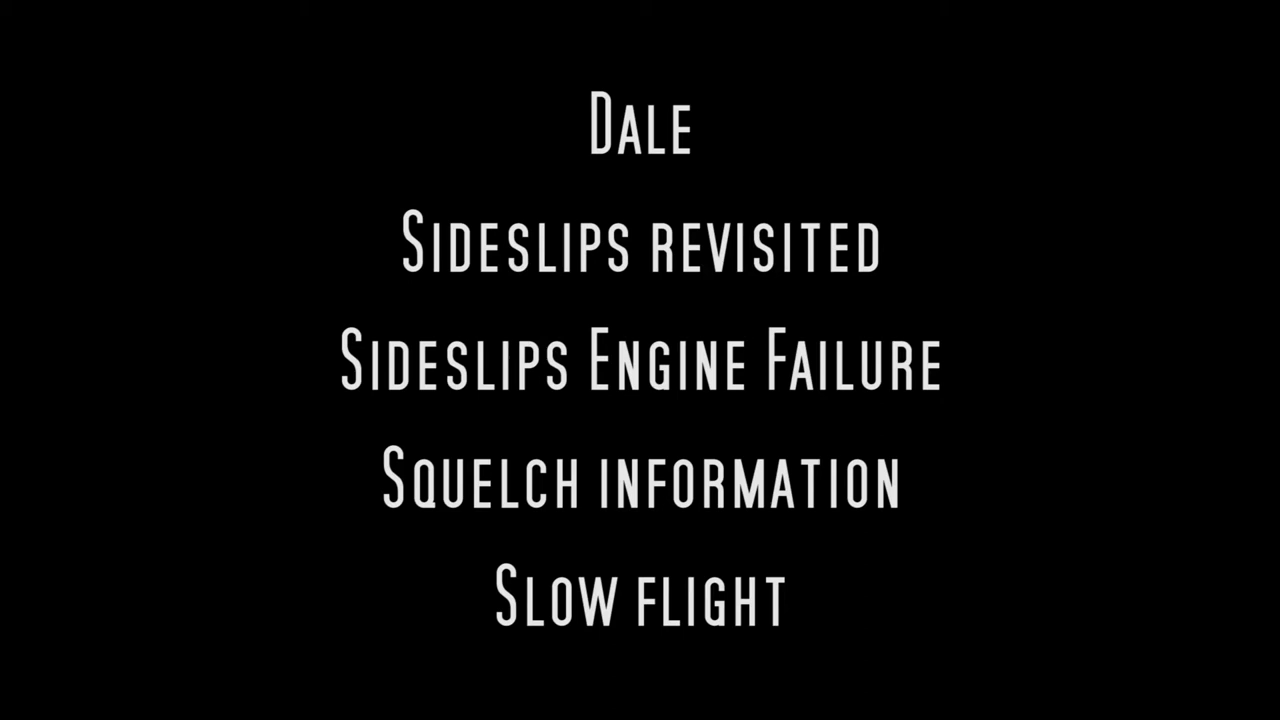 Dale
Sideslips revisited
Sideslips Engine Failure
Squelch information
Slow flight